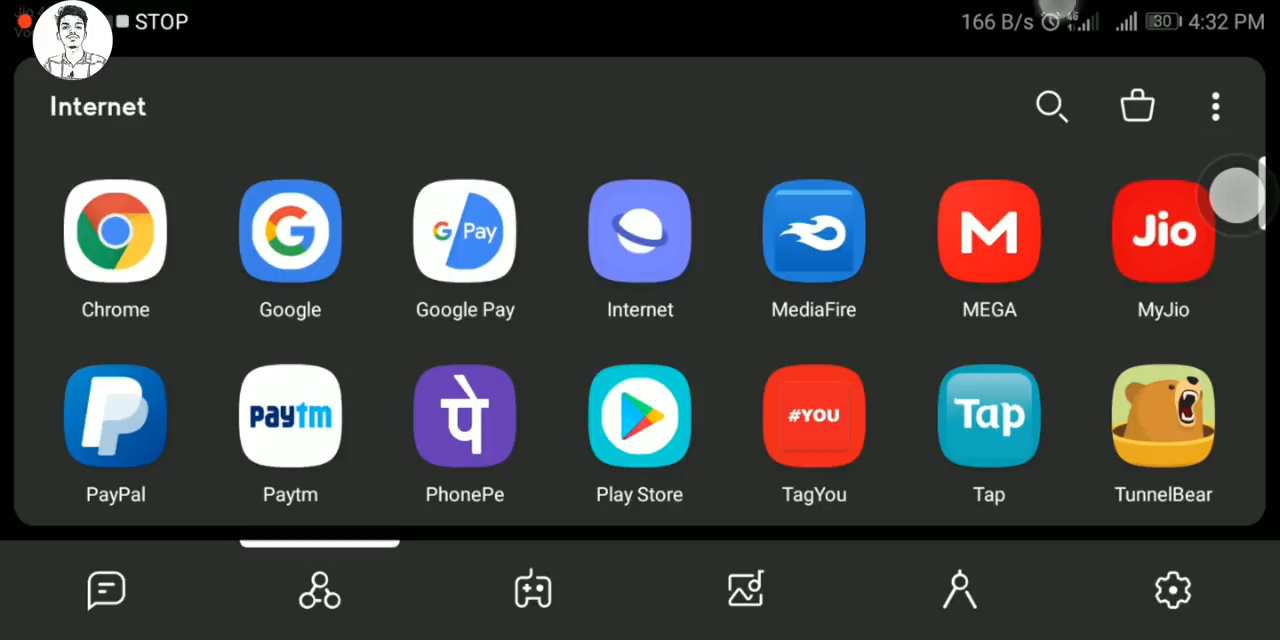 STOP
166 B/s 4G 30 4:32 PM
Internet
G Pay
M
Jio
Chrome
Google
Google Pay
Internet
MediaFire
MEGA
MyJio
P
paytm
पे
#YOU
Tap
PayPal
Paytm
PhonePe
Play Store
TagYou
Tap
TunnelBear